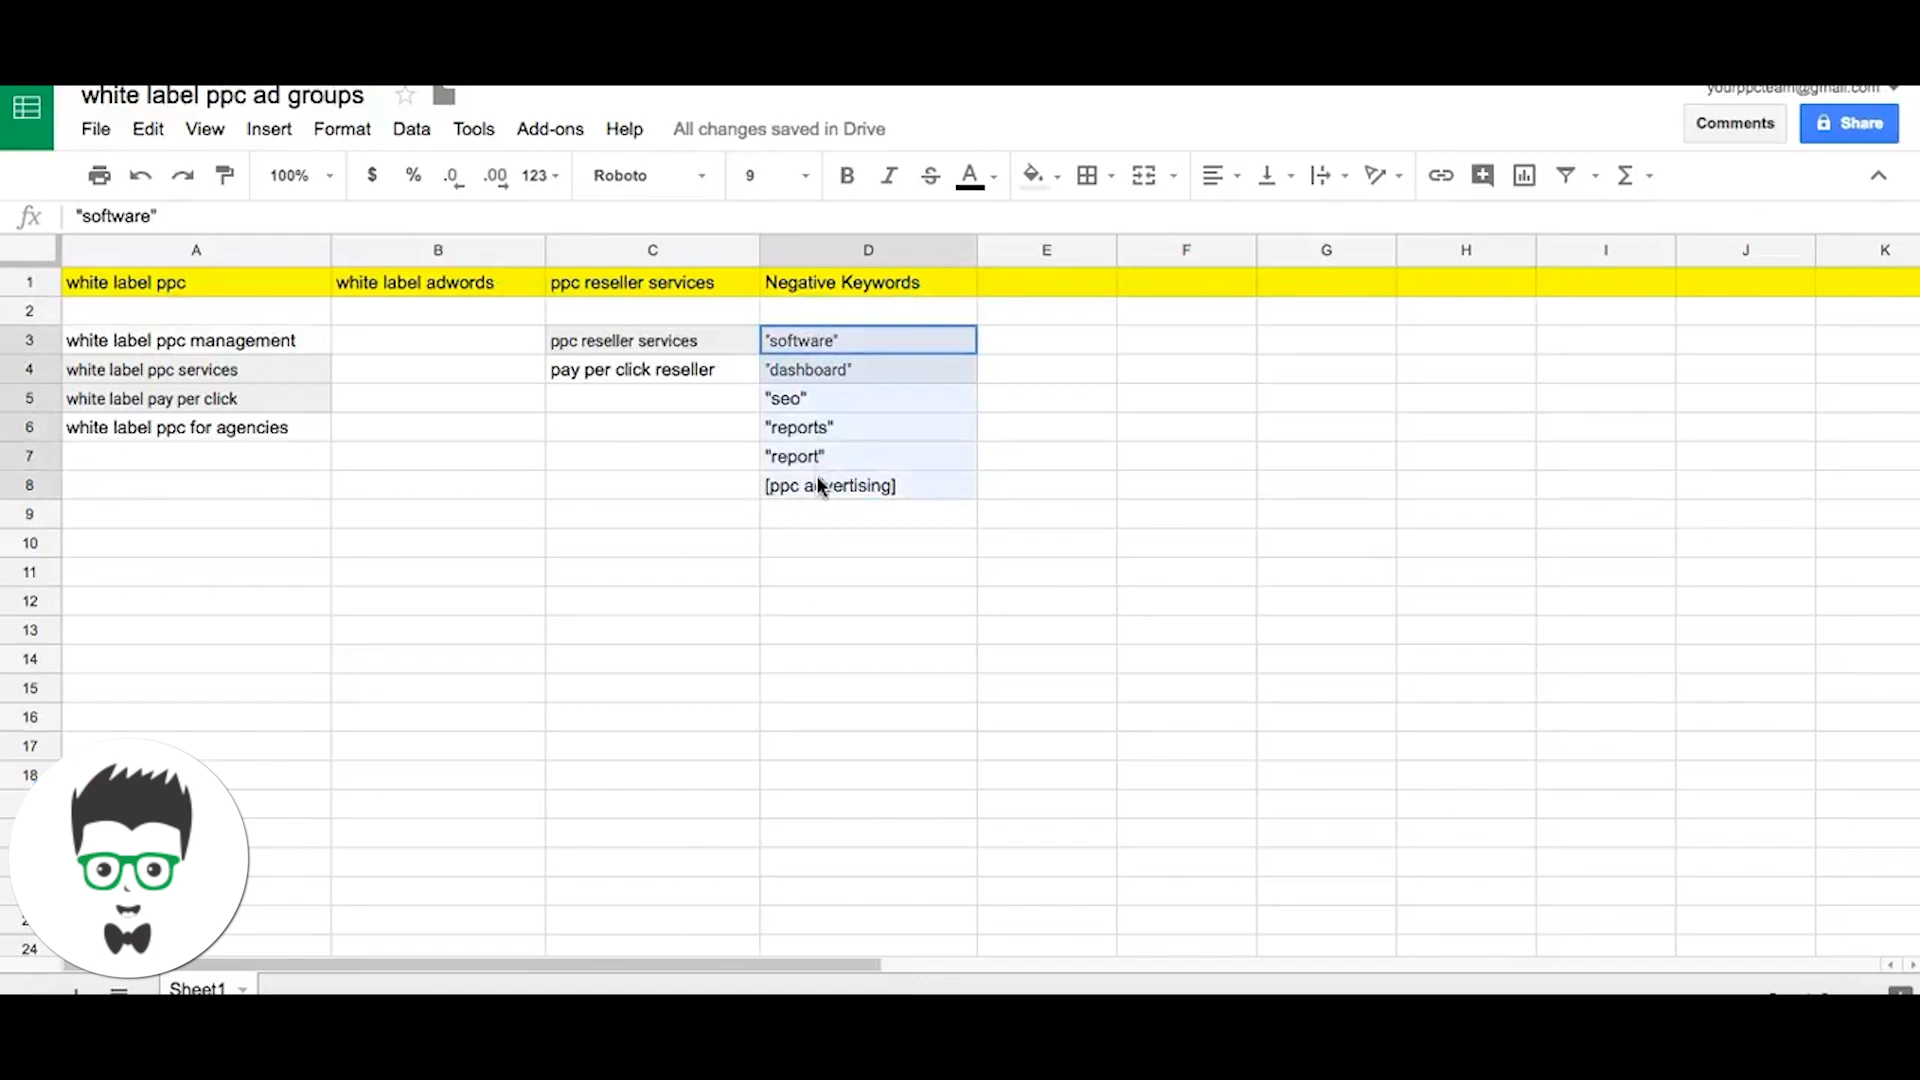 white label ppc ad groups
yourppcteam@gmail.com
File Edit View Insert Format Data Tools Add-ons Help All changes saved in Drive
Comments Share
100% $ % .0 .00 123 Roboto 9 B I S A Σ
fx "software"
A B C D E F G H I J K
1 white label ppc white label adwords ppc reseller services Negative Keywords
2
3 white label ppc management ppc reseller services "software"
4 white label ppc services pay per click reseller "dashboard"
5 white label pay per click "seo"
6 white label ppc for agencies "reports"
7 "report"
8 [ppc advertising]
9
10
11
12
13
14
15
16
17
18
24
Sheet1